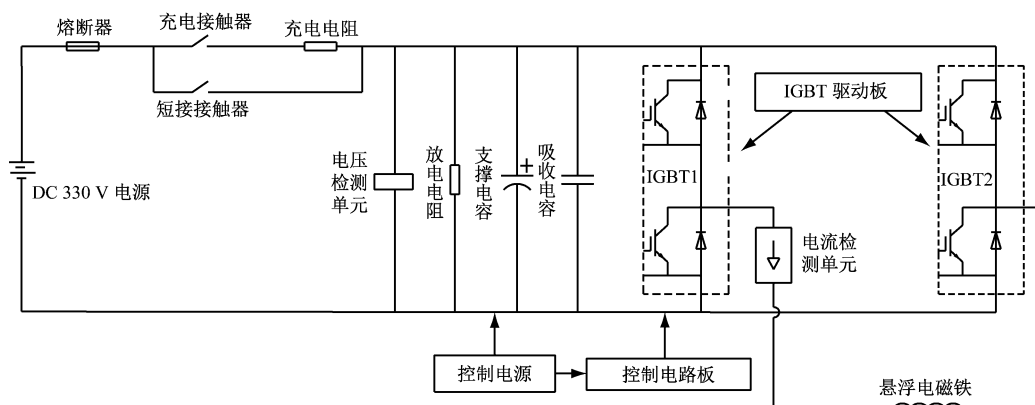 熔断器
充电接触器
充电电阻
短接接触器
DC 330 V 电源
电压
检测
单元
放电电阻
支撑电容
+
吸收电容
IGBT1
IGBT 驱动板
IGBT2
电流检
测单元
控制电源
控制电路板
悬浮电磁铁